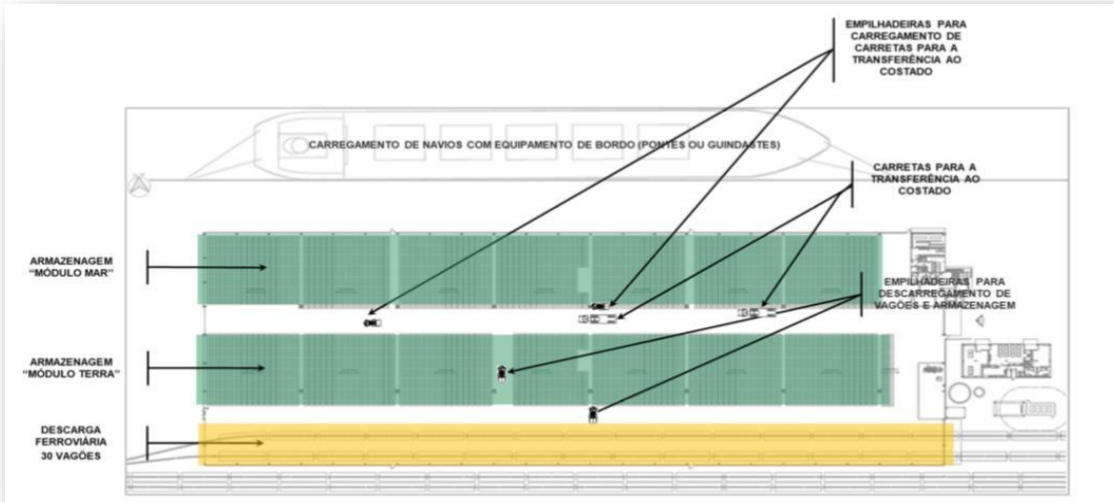 EMPILHADEIRAS PARA
CARREGAMENTO DE
CARRETAS PARA A
TRANSFERÊNCIA AO
COSTADO
CARREGAMENTO DE NAVIOS COM EQUIPAMENTO DE BORDO (PONTES OU GUINDASTES)
CARRETAS PARA A
TRANSFERÊNCIA AO
COSTADO
ARMAZENAGEM
“MÓDULO MAR”
EMPILHADEIRAS PARA
DESCARREGAMENTO DE
VAGÕES E ARMAZENAGEM
ARMAZENAGEM
“MÓDULO TERRA”
DESCARGA
FERROVIÁRIA
30 VAGÕES